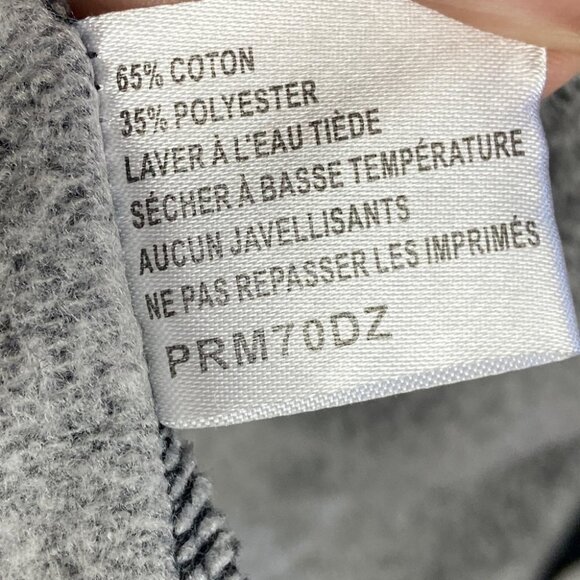 65% COTON
35% POLYESTER
LAVER À L'EAU TIÈDE
SÉCHER À BASSE TEMPÉRATURE
AUCUN JAVELLISANTS
NE PAS REPASSER LES IMPRIMÉS
PRM70DZ